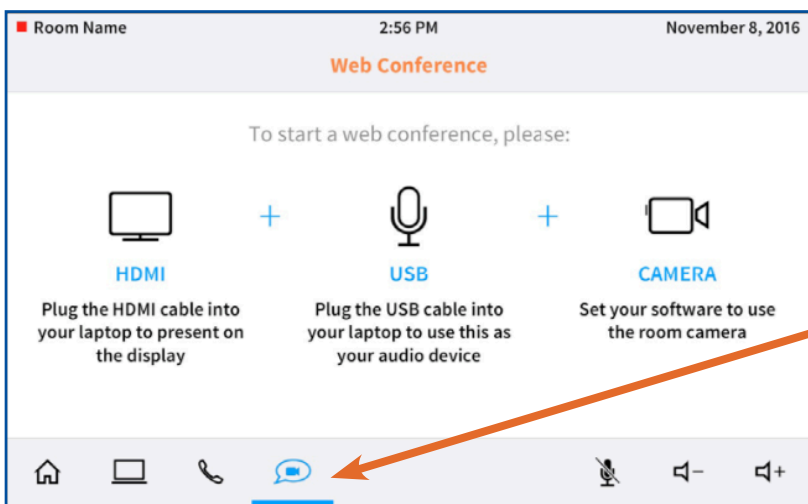 Room Name 2:56 PM November 8, 2016
Web Conference
To start a web conference, please:
HDMI
Plug the HDMI cable into
your laptop to present on
the display
USB
Plug the USB cable into
your laptop to use this as
your audio device
CAMERA
Set your software to use
the room camera